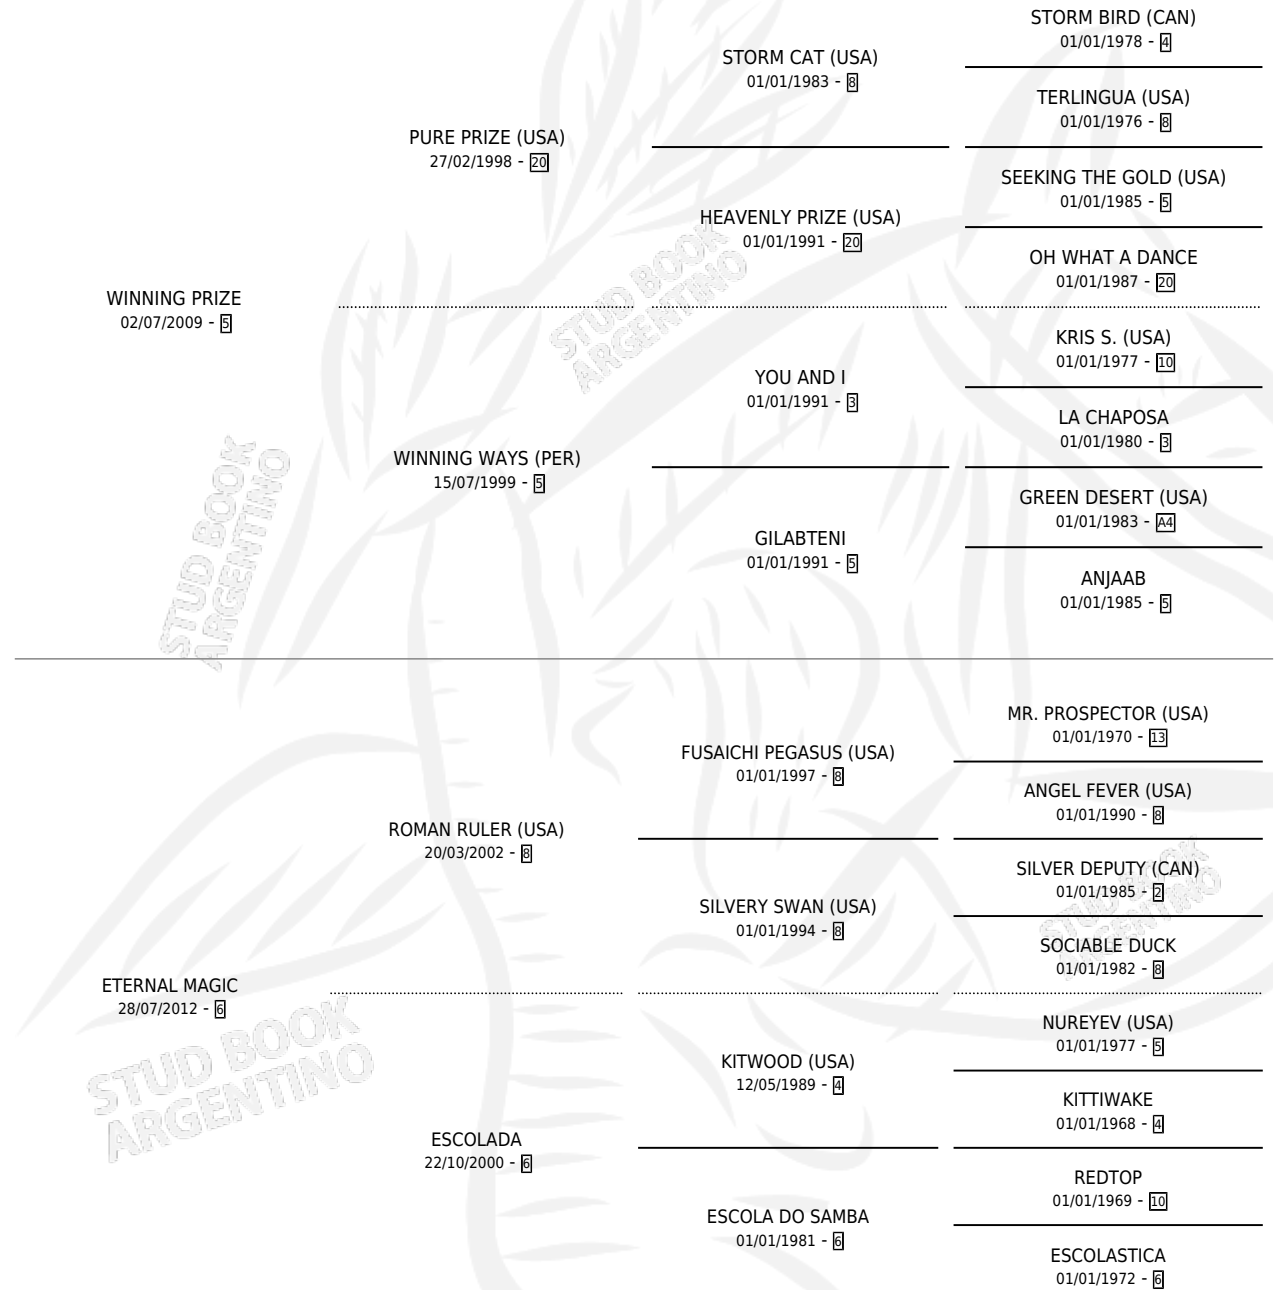 STORM BIRD (CAN)
01/01/1978 - 4
STORM CAT (USA)
01/01/1983 - 8
TERLINGUA (USA)
01/01/1976 - 8
PURE PRIZE (USA)
27/02/1998 - 20
SEEKING THE GOLD (USA)
01/01/1985 - 5
HEAVENLY PRIZE (USA)
01/01/1991 - 20
OH WHAT A DANCE
01/01/1987 - 20
WINNING PRIZE
02/07/2009 - 5
KRIS S. (USA)
01/01/1977 - 10
YOU AND I
01/01/1991 - 3
LA CHAPOSA
01/01/1980 - 3
WINNING WAYS (PER)
15/07/1999 - 5
GREEN DESERT (USA)
01/01/1983 - A4
GILABTENI
01/01/1991 - 5
ANJAAB
01/01/1985 - 5
STUD BOOK
ARGENTINO
STUD BOOK
ARGENTINO
MR. PROSPECTOR (USA)
01/01/1970 - 13
FUSAICHI PEGASUS (USA)
01/01/1997 - 8
ANGEL FEVER (USA)
01/01/1990 - 8
ROMAN RULER (USA)
20/03/2002 - 8
SILVER DEPUTY (CAN)
01/01/1985 - 2
SILVERY SWAN (USA)
01/01/1994 - 8
SOCIABLE DUCK
01/01/1982 - 8
ETERNAL MAGIC
28/07/2012 - 6
NUREYEV (USA)
01/01/1977 - 5
KITWOOD (USA)
12/05/1989 - 4
KITTIWAKE
01/01/1968 - 4
ESCOLADA
22/10/2000 - 6
REDTOP
01/01/1969 - 10
ESCOLA DO SAMBA
01/01/1981 - 6
ESCOLASTICA
01/01/1972 - 6
STUD BOOK
ARGENTINO
STUD BOOK
ARGENTINO